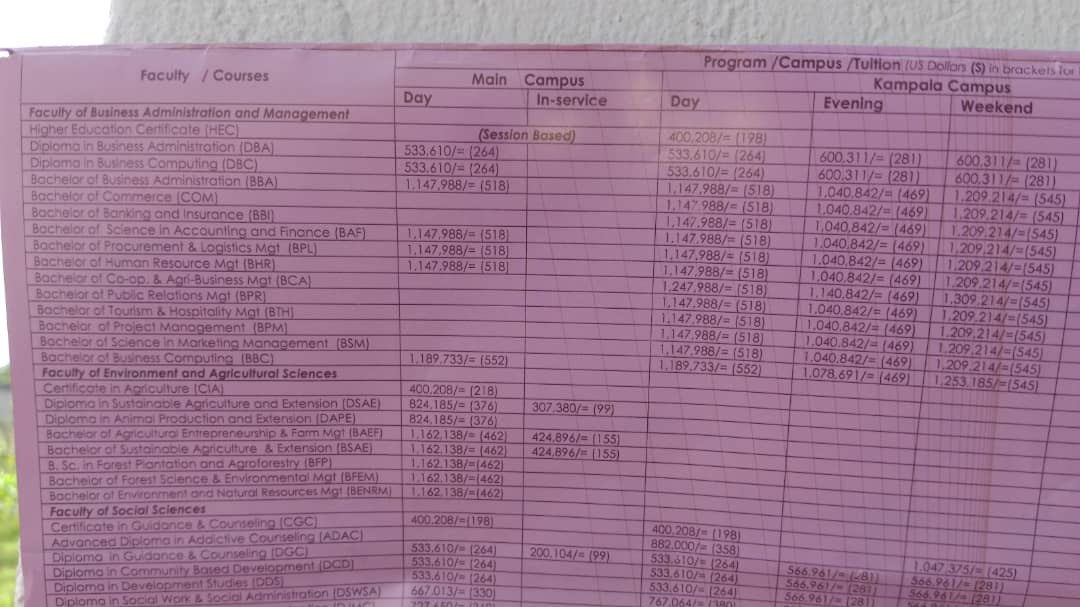 Program /Campus /Tuition (US Dollars ($) in brackets for
Faculty / Courses Main Campus Kampala Campus
Day In-service Day Evening Weekend
Faculty of Business Administration and Management
Higher Education Certificate (HEC) (Session Based) 400,208/= (198)
Diploma in Business Administration (DBA) 533,610/= (264) 533,610/= (264) 600,311/= (281) 600,311/= (281)
Diploma in Business Computing (DBC) 533,610/= (264) 533,610/= (264) 600,311/= (281) 600,311/= (281)
Bachelor of Business Administration (BBA) 1,147,988/= (518) 1,147,988/= (518) 1,040,842/= (469) 1,209,214/= (545)
Bachelor of Commerce (COM) 1,147,988/= (518) 1,040,842/= (469) 1,209,214/= (545)
Bachelor of Banking and Insurance (BBI) 1,147,988/= (518) 1,040,842/= (469) 1,209,214/=(545)
Bachelor of Science in Accounting and Finance (BAF) 1,147,988/= (518) 1,147,988/= (518) 1,040,842/= (469) 1,209,214/=(545)
Bachelor of Procurement & Logistics Mgt (BPL) 1,147,988/= (518) 1,147,988/= (518) 1,040,842/= (469) 1,209,214/=(545)
Bachelor of Human Resource Mgt (BHR) 1,147,988/= (518) 1,147,988/= (518) 1,040,842/= (469) 1,209,214/=(545)
Bachelor of Co-op. & Agri-Business Mgt (BCA) 1,247,988/= (518) 1,140,842/= (469) 1,309,214/=(545)
Bachelor of Public Relations Mgt (BPR) 1,147,988/= (518) 1,040,842/= (469) 1,209,214/=(545)
Bachelor of Tourism & Hospitality Mgt (BTH) 1,147,988/= (518) 1,040,842/= (469) 1,209,214/=(545)
Bachelor of Project Management (BPM) 1,147,988/= (518) 1,040,842/= (469) 1,209,214/=(545)
Bachelor of Science in Marketing Management (BSM) 1,147,988/= (518) 1,040,842/= (469) 1,209,214/=(545)
Bachelor of Business Computing (BBC) 1,189,733/= (552) 1,189,733/= (552) 1,078,691/= (469) 1,253,185/=(545)
Faculty of Environment and Agricultural Sciences
Certificate in Agriculture (CIA) 400,208/= (218)
Diploma in Sustainable Agriculture and Extension (DSAE) 824,185/= (376) 307,380/= (99)
Diploma in Animal Production and Extension (DAPE) 824,185/= (376)
Bachelor of Agricultural Entrepreneurship & Farm Mgt (BAEF) 1,162,138/= (462) 424,896/= (155)
Bachelor of Sustainable Agriculture & Extension (BSAE) 1,162,138/= (462) 424,896/= (155)
B. Sc. in Forest Plantation and Agroforestry (BFP) 1,162,138/=(462)
Bachelor of Forest Science & Environmental Mgt (BFEM) 1,162,138/=(462)
Bachelor of Environment and Natural Resources Mgt (BENRM) 1,162,138/=(462)
Faculty of Social Sciences
Certificate in Guidance & Counseling (CGC) 400,208/=(198) 400,208/= (198)
Advanced Diploma in Addictive Counseling (ADAC) 882,000/= (358) 1,047,375/= (425)
Diploma in Guidance & Counseling (DGC) 533,610/= (264) 200,104/= (99) 533,610/= (264) 566,961/= (281) 566,961/= (281)
Diploma in Community Based Development (DCD) 533,610/= (264) 533,610/= (264) 566,961/= (281) 566,961/= (281)
Diploma in Development Studies (DDS) 533,610/= (264) 533,610/= (264) 566,961/= (281)
Diploma in Social Work & Social Administration (DSWSA) 667,013/= (330) 767,064/= (380)